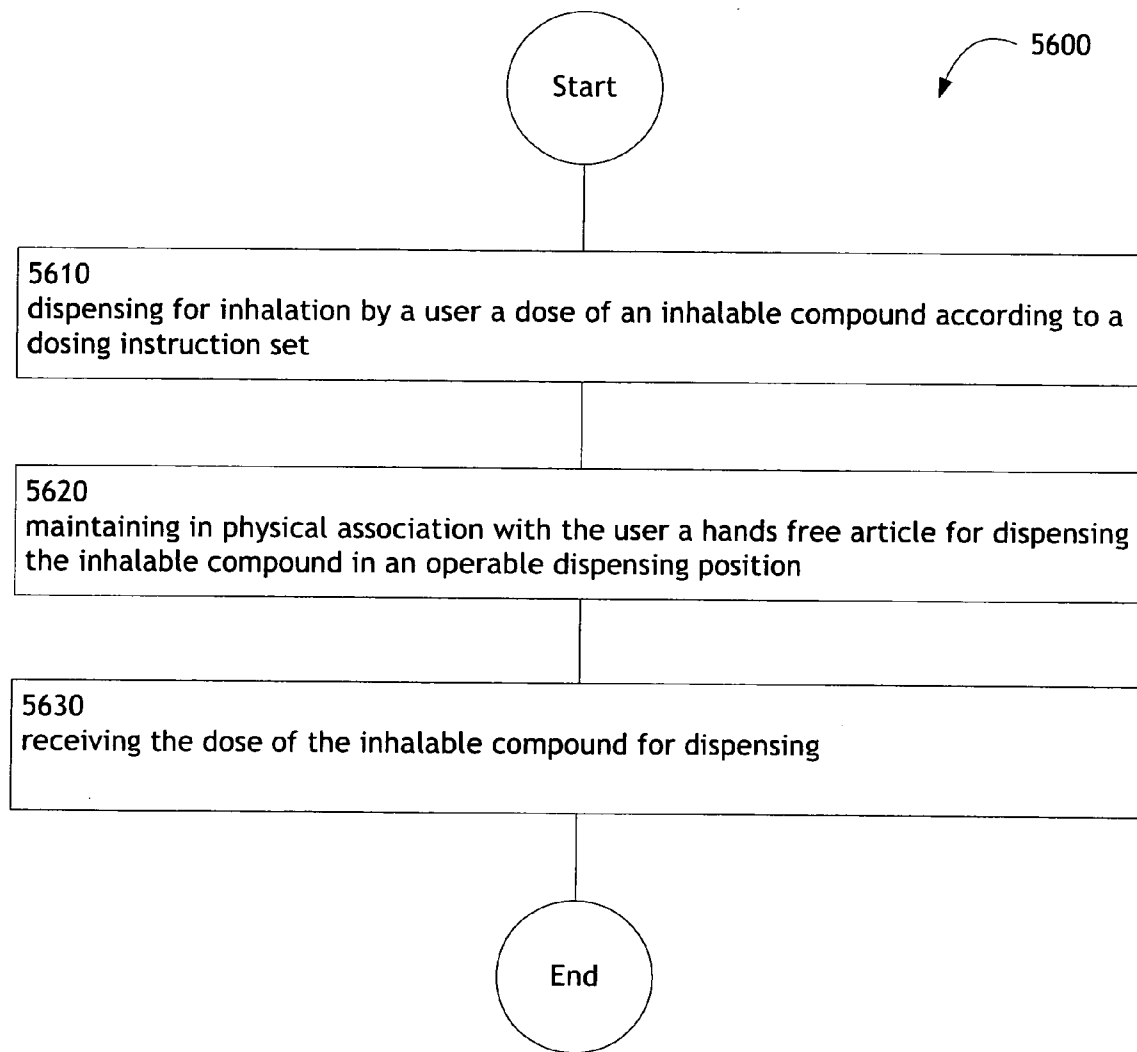 5600
Start
5610
dispensing for inhalation by a user a dose of an inhalable compound according to a
dosing instruction set
5620
maintaining in physical association with the user a hands free article for dispensing
the inhalable compound in an operable dispensing position
5630
receiving the dose of the inhalable compound for dispensing
End